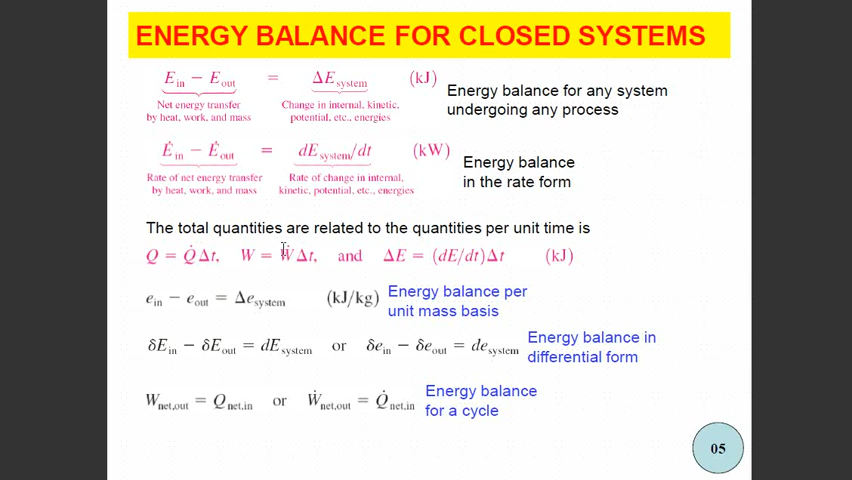 ENERGY BALANCE FOR CLOSED SYSTEMS
E_in − E_out = ΔE_system (kJ)
Net energy transfer by heat, work, and mass
Change in internal, kinetic, potential, etc., energies
Energy balance for any system
undergoing any process
Ė_in − Ė_out = dE_system/dt (kW)
Rate of net energy transfer by heat, work, and mass
Rate of change in internal, kinetic, potential, etc., energies
Energy balance
in the rate form
The total quantities are related to the quantities per unit time is
Q = Q̇ Δt, W = Ẇ Δt, and ΔE = (dE/dt)Δt (kJ)
e_in − e_out = Δe_system (kJ/kg)
Energy balance per
unit mass basis
δE_in − δE_out = dE_system or δe_in − δe_out = de_system
Energy balance in
differential form
W_net,out = Q_net,in or Ẇ_net,out = Q̇_net,in
Energy balance
for a cycle
05